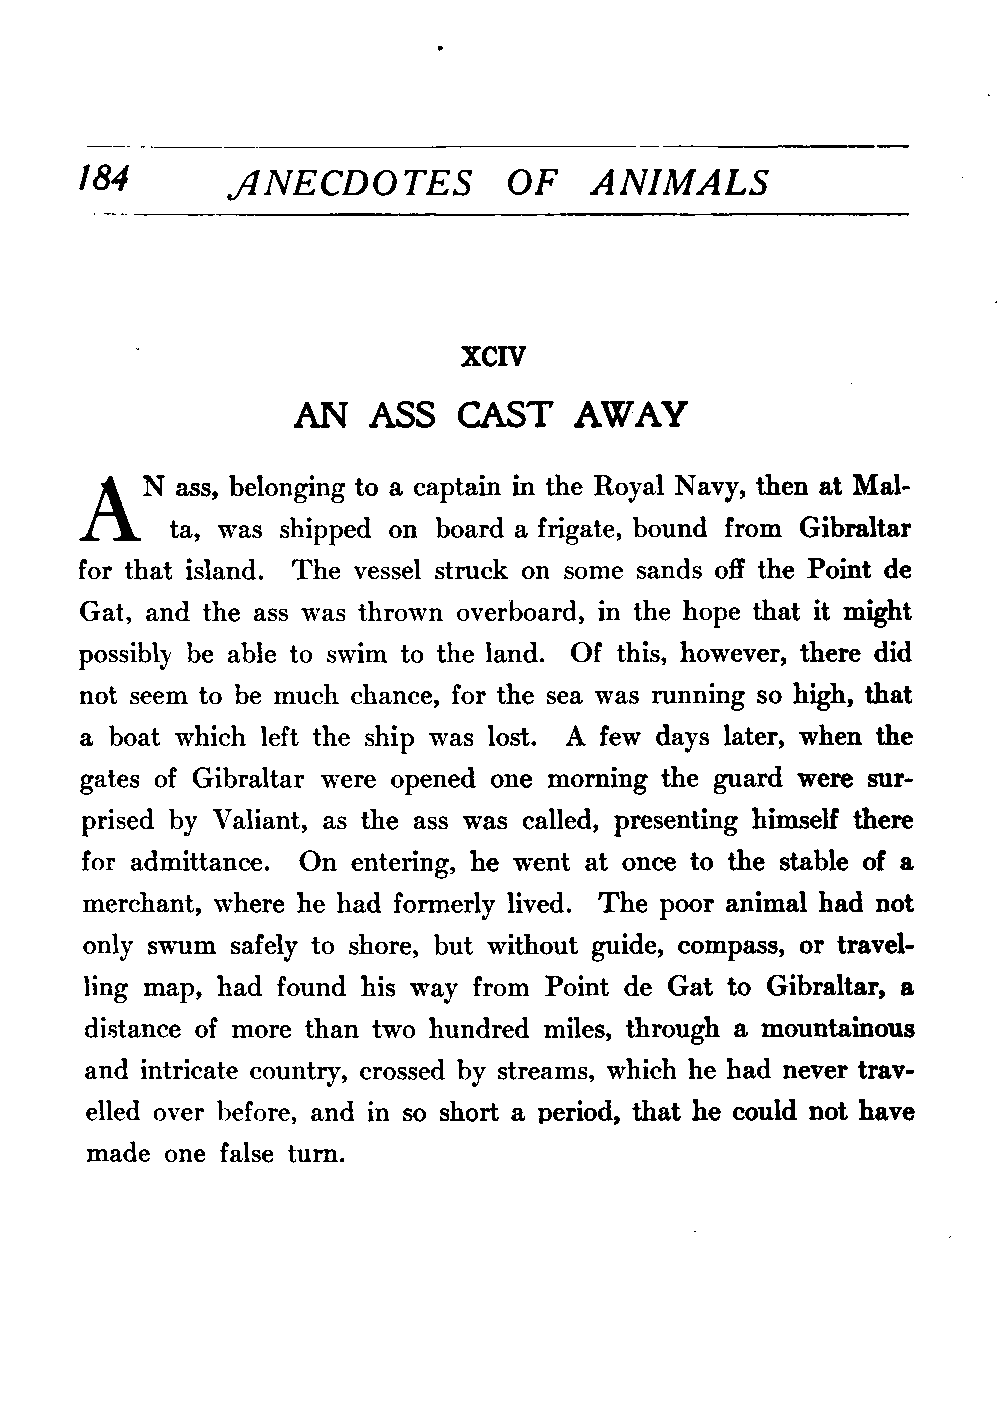 184 ANECDOTES OF ANIMALS
XCIV
AN ASS CAST AWAY
AN ass, belonging to a captain in the Royal Navy, then at Mal-
ta, was shipped on board a frigate, bound from Gibraltar
for that island. The vessel struck on some sands off the Point de
Gat, and the ass was thrown overboard, in the hope that it might
possibly be able to swim to the land. Of this, however, there did
not seem to be much chance, for the sea was running so high, that
a boat which left the ship was lost. A few days later, when the
gates of Gibraltar were opened one morning the guard were sur-
prised by Valiant, as the ass was called, presenting himself there
for admittance. On entering, he went at once to the stable of a
merchant, where he had formerly lived. The poor animal had not
only swum safely to shore, but without guide, compass, or travel-
ling map, had found his way from Point de Gat to Gibraltar, a
distance of more than two hundred miles, through a mountainous
and intricate country, crossed by streams, which he had never trav-
elled over before, and in so short a period, that he could not have
made one false turn.